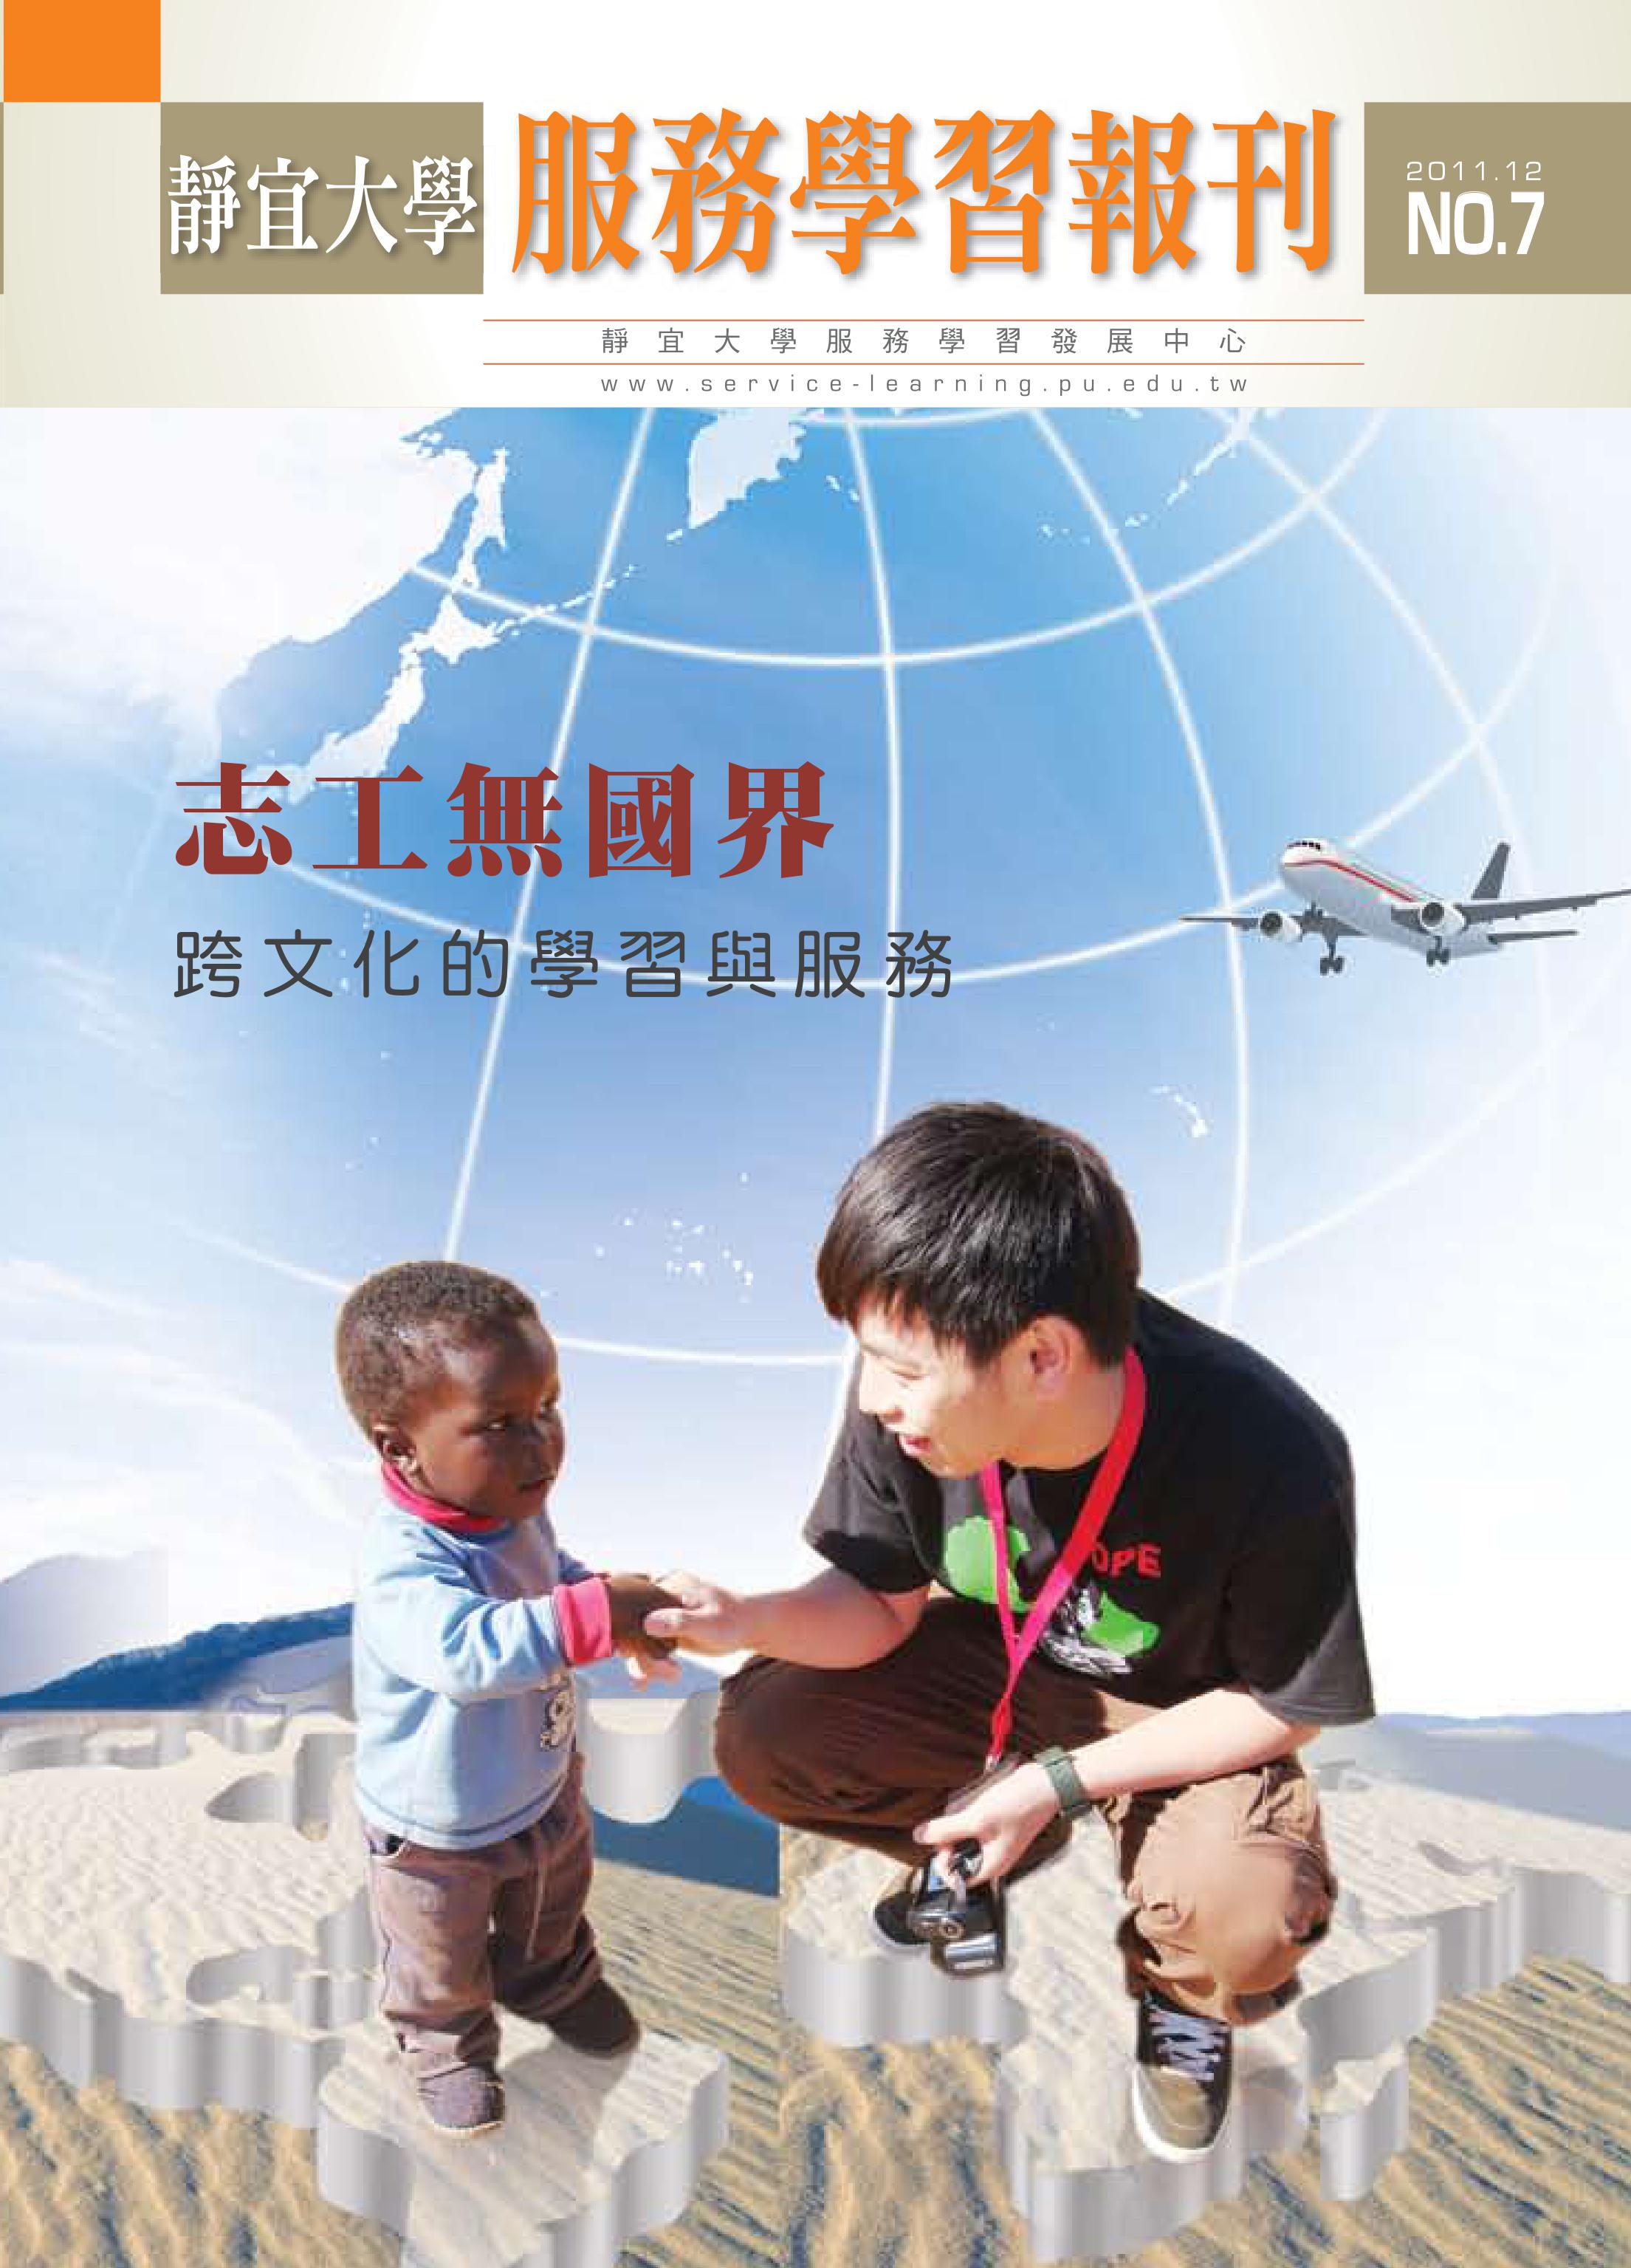 靜宜大學
服務學習報刊
2011.12
NO.7
靜宜大學服務學習發展中心
www.service-learning.pu.edu.tw
志工無國界
跨文化的學習與服務